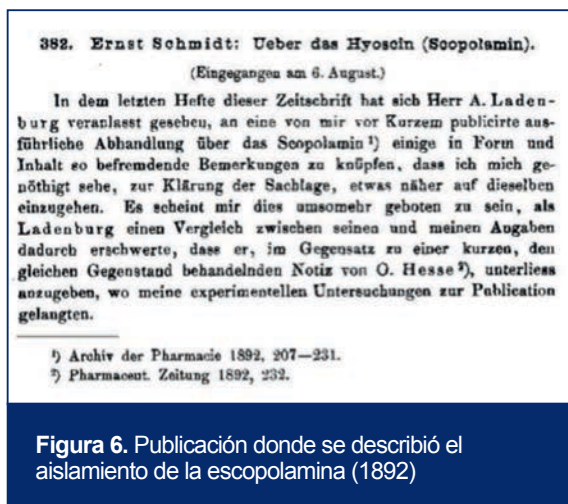 382. Ernst Schmidt: Ueber das Hyoscin (Scopolamin).
(Eingegangen am 6. August.)
In dem letzten Hefte dieser Zeitschrift hat sich Herr A. Laden-
burg veranlasst gesehen, an eine von mir vor Kurzem publicirte aus-
führliche Abhandlung über das Scopolamin ¹) einige in Form und
Inhalt so befremdende Bemerkungen zu knüpfen, dass ich mich ge-
nöthigt sehe, zur Klärung der Sachlage, etwas näher auf dieselben
einzugehen. Es scheint mir dies umsomehr geboten zu sein, als
Ladenburg einen Vergleich zwischen seinen und meinen Angaben
dadurch erschwerte, dass er, im Gegensatz zu einer kurzen, den
gleichen Gegenstand behandelnden Notiz von O. Hesse ²), unterliess
anzugeben, wo meine experimentellen Untersuchungen zur Publication
gelangten.
¹) Archiv der Pharmacie 1892, 207—231.
²) Pharmaceut. Zeitung 1892, 232.
Figura 6. Publicación donde se describió el
aislamiento de la escopolamina (1892)